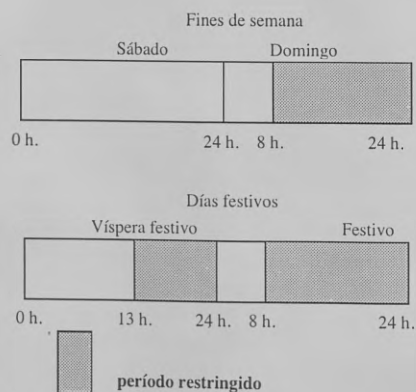 Fines de semana
Sábado Domingo
0 h. 24 h. 8 h. 24 h.
Días festivos
Víspera festivo Festivo
0 h. 13 h. 24 h. 8 h. 24 h.
período restringido